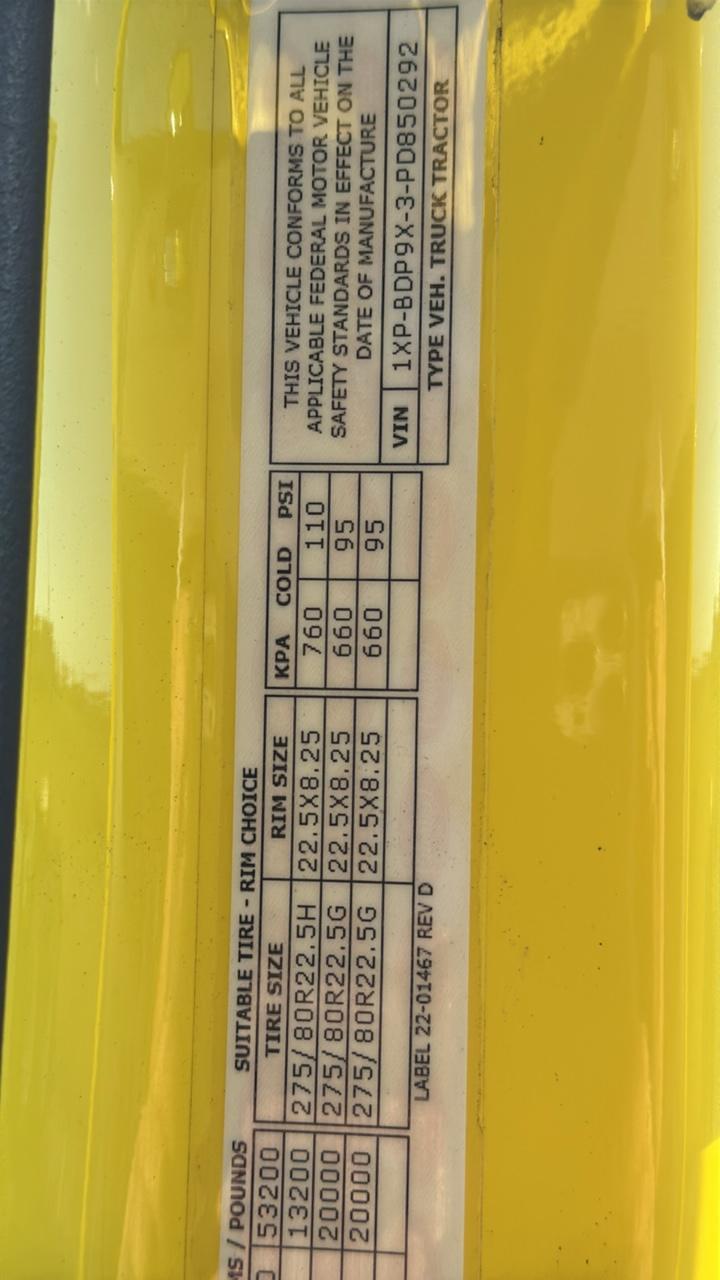 MS / POUNDS
53200
13200
20000
20000
SUITABLE TIRE - RIM CHOICE
TIRE SIZE RIM SIZE
275/80R22.5H 22.5X8.25
275/80R22.5G 22.5X8.25
275/80R22.5G 22.5X8.25
LABEL 22-01467 REV D
KPA COLD PSI
760 110
660 95
660 95
THIS VEHICLE CONFORMS TO ALL
APPLICABLE FEDERAL MOTOR VEHICLE
SAFETY STANDARDS IN EFFECT ON THE
DATE OF MANUFACTURE
VIN 1XP-BDP9X-3-PD850292
TYPE VEH. TRUCK TRACTOR